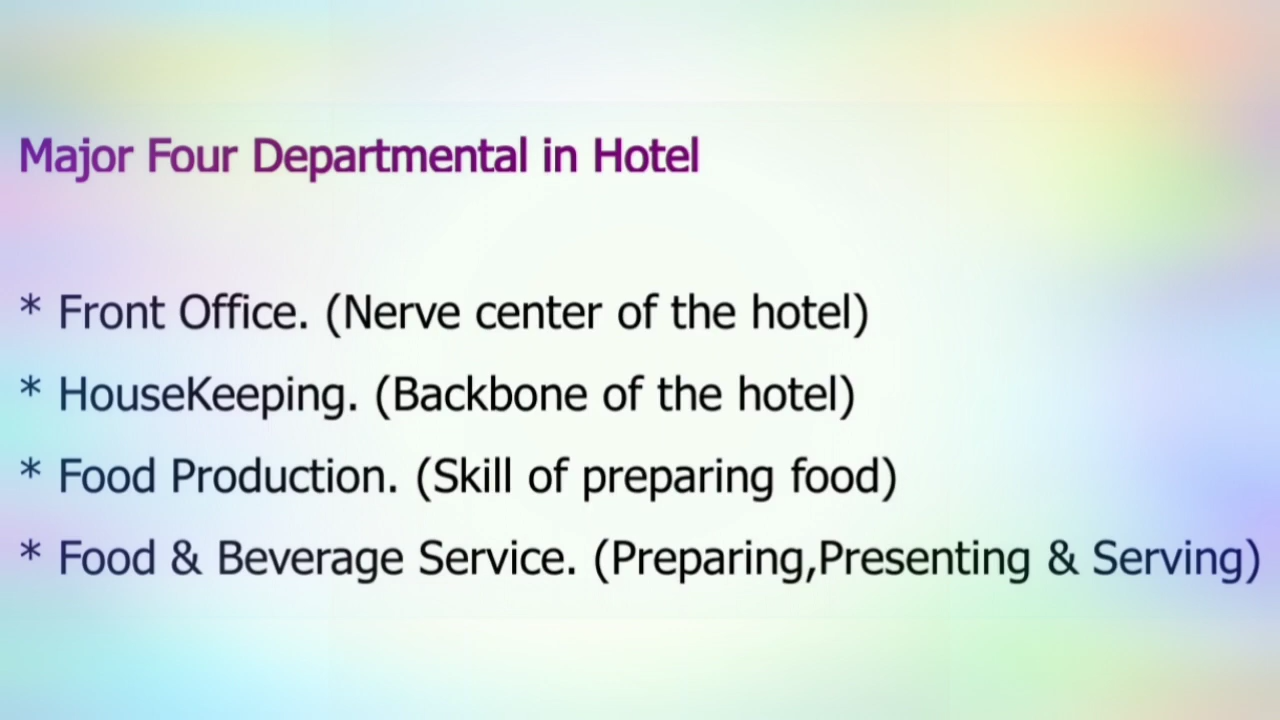 Major Four Departmental in Hotel
* Front Office. (Nerve center of the hotel)
* HouseKeeping. (Backbone of the hotel)
* Food Production. (Skill of preparing food)
* Food & Beverage Service. (Preparing,Presenting & Serving)